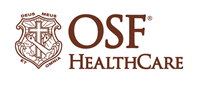 DEUS MEUS
ET OMNIA
OSF®
HEALTHCARE